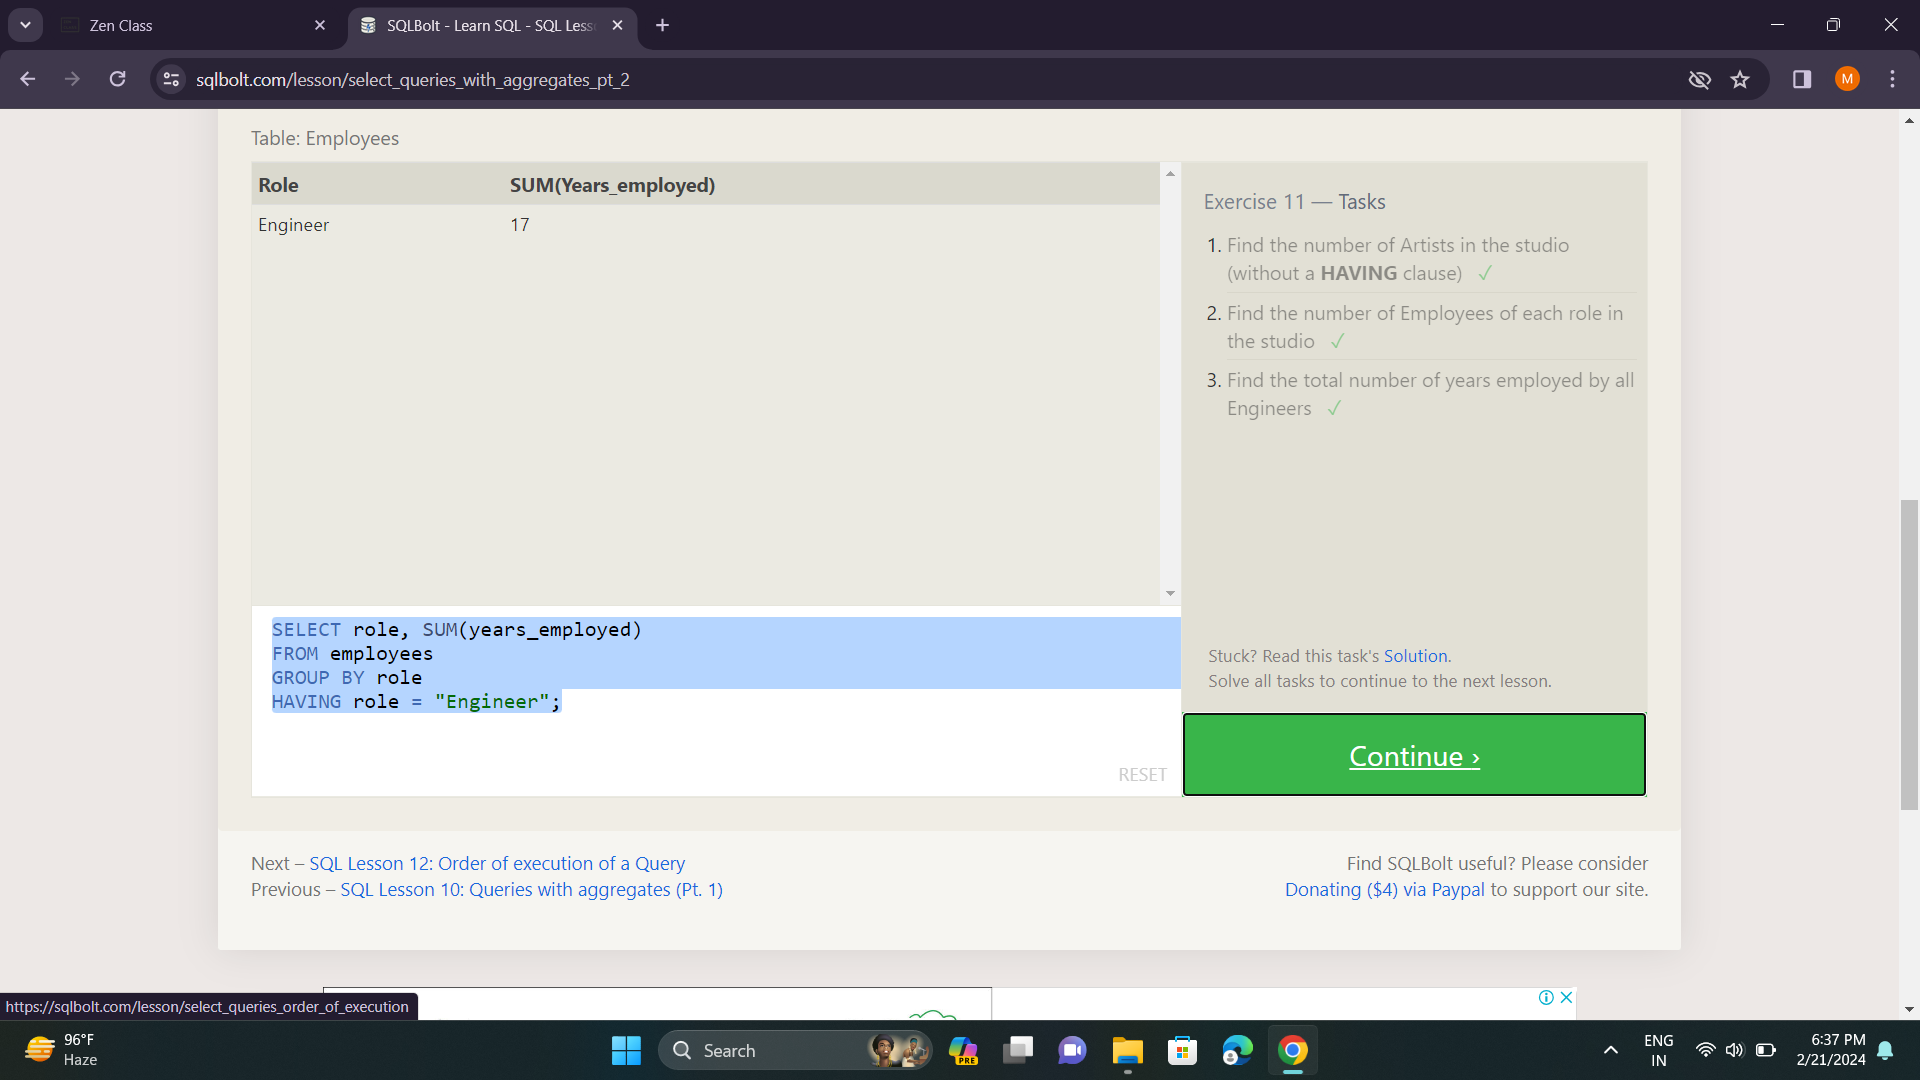 Zen Class
SQLBolt - Learn SQL - SQL Less
sqlbolt.com/lesson/select_queries_with_aggregates_pt_2
M
Table: Employees
Role SUM(Years_employed)
Engineer 17
Exercise 11 — Tasks
1. Find the number of Artists in the studio
(without a HAVING clause) ✓
2. Find the number of Employees of each role in
the studio ✓
3. Find the total number of years employed by all
Engineers ✓
SELECT role, SUM(years_employed)
FROM employees
GROUP BY role
HAVING role = "Engineer";
RESET
Stuck? Read this task's Solution.
Solve all tasks to continue to the next lesson.
Continue ›
Next – SQL Lesson 12: Order of execution of a Query
Previous – SQL Lesson 10: Queries with aggregates (Pt. 1)
Find SQLBolt useful? Please consider
Donating ($4) via Paypal to support our site.
https://sqlbolt.com/lesson/select_queries_order_of_execution
96°F
Haze
Search
PRE
ENG
IN
6:37 PM
2/21/2024